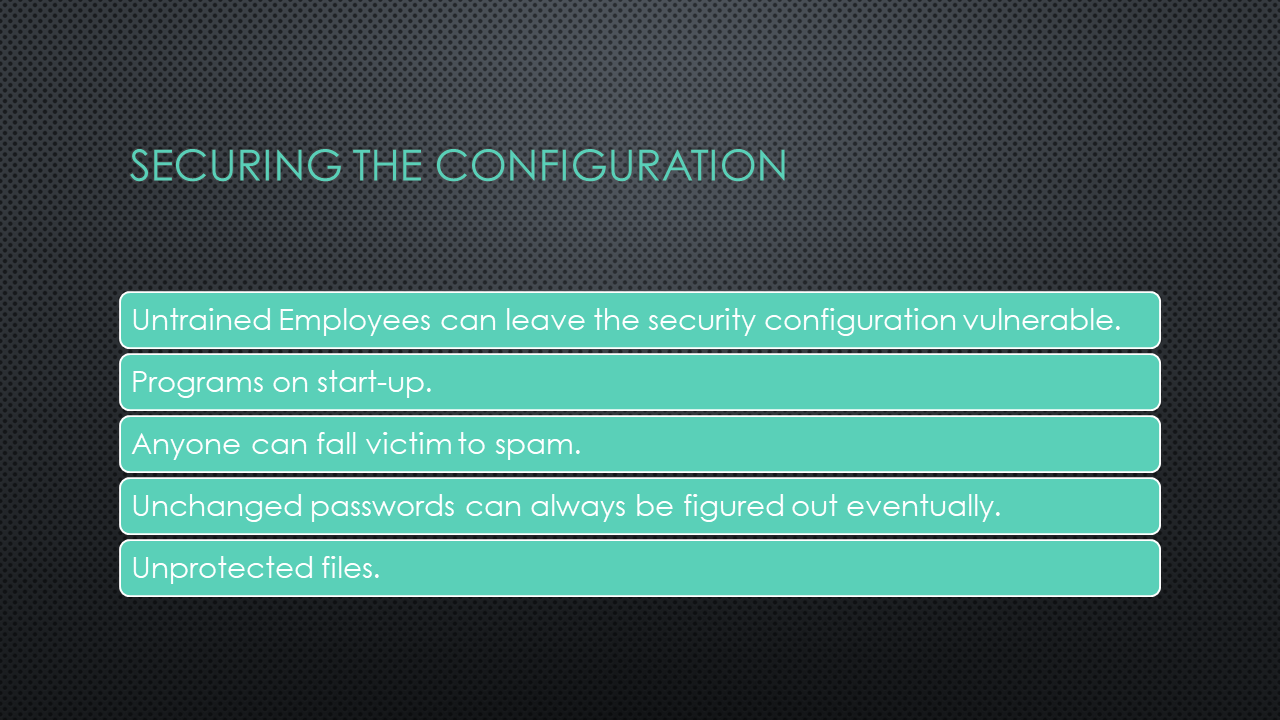 SECURING THE CONFIGURATION
Untrained Employees can leave the security configuration vulnerable.
Programs on start-up.
Anyone can fall victim to spam.
Unchanged passwords can always be figured out eventually.
Unprotected files.